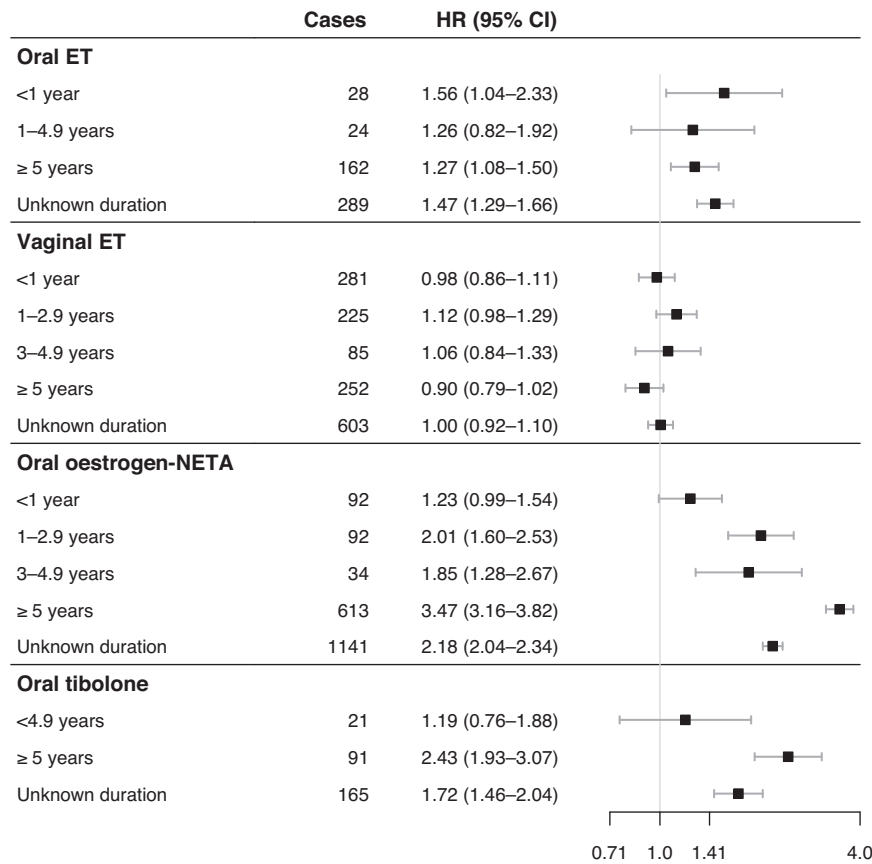 Cases HR (95% CI)
Oral ET
<1 year 28 1.56 (1.04–2.33)
1–4.9 years 24 1.26 (0.82–1.92)
≥ 5 years 162 1.27 (1.08–1.50)
Unknown duration 289 1.47 (1.29–1.66)
Vaginal ET
<1 year 281 0.98 (0.86–1.11)
1–2.9 years 225 1.12 (0.98–1.29)
3–4.9 years 85 1.06 (0.84–1.33)
≥ 5 years 252 0.90 (0.79–1.02)
Unknown duration 603 1.00 (0.92–1.10)
Oral oestrogen-NETA
<1 year 92 1.23 (0.99–1.54)
1–2.9 years 92 2.01 (1.60–2.53)
3–4.9 years 34 1.85 (1.28–2.67)
≥ 5 years 613 3.47 (3.16–3.82)
Unknown duration 1141 2.18 (2.04–2.34)
Oral tibolone
<4.9 years 21 1.19 (0.76–1.88)
≥ 5 years 91 2.43 (1.93–3.07)
Unknown duration 165 1.72 (1.46–2.04)
0.71 1.0 1.41 4.0